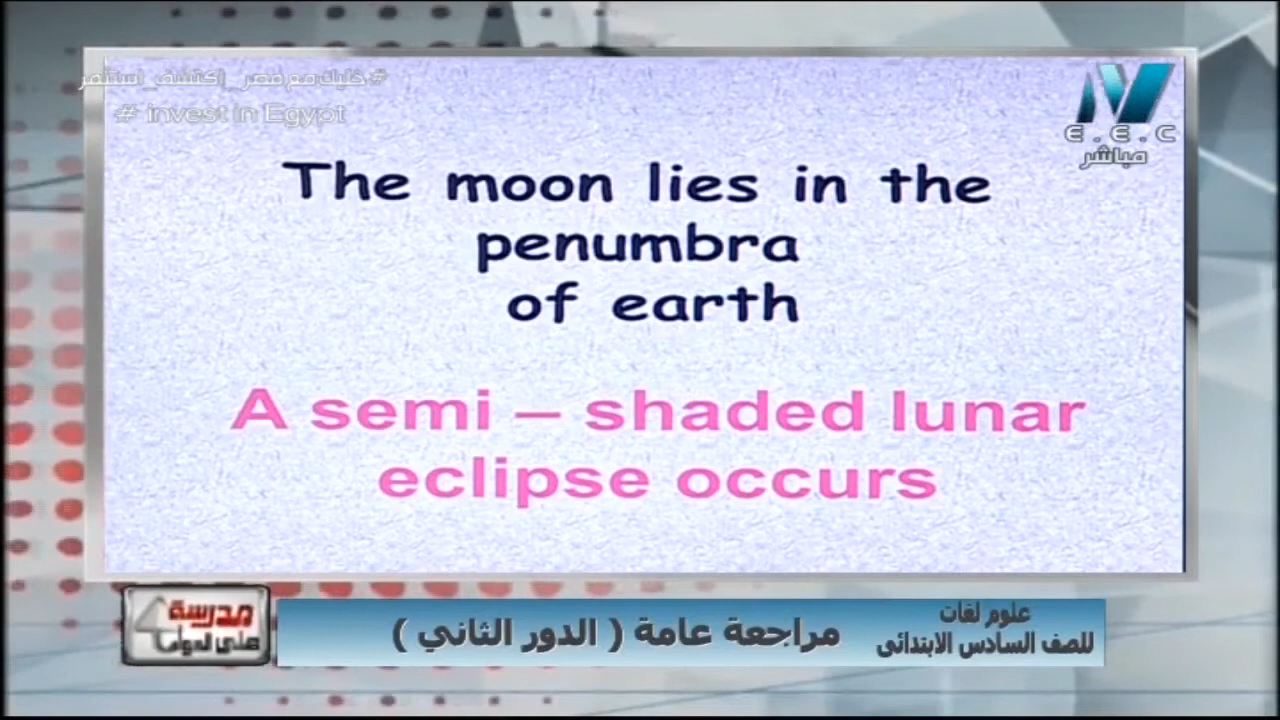 #خليك_مع_مصر_إكتشف_إستثمر
# invest in Egypt
E.E.C
مباشر
The moon lies in the
penumbra
of earth
A semi – shaded lunar
eclipse occurs
مدرسة
على الهواء
علوم لغات
للصف السادس الابتدائى
مراجعة عامة ( الدور الثاني )